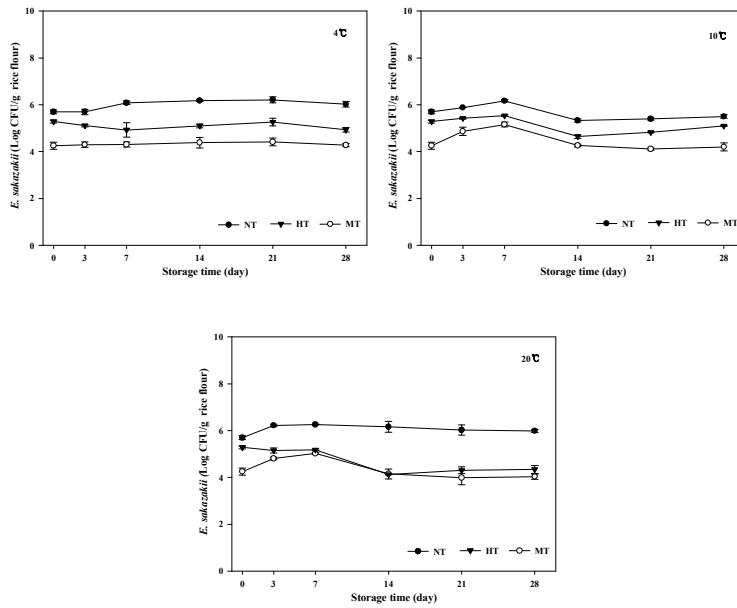 4℃
10
8
6
4
2
0
E. sakazakii (Log CFU/g rice flour)
NT HT MT
0 3 7 14 21 28
Storage time (day)
10℃
10
8
6
4
2
0
E. sakazakii (Log CFU/g rice flour)
NT HT MT
0 3 7 14 21 28
Storage time (day)
20℃
10
8
6
4
2
0
E. sakazakii (Log CFU/g rice flour)
NT HT MT
0 3 7 14 21 28
Storage time (day)